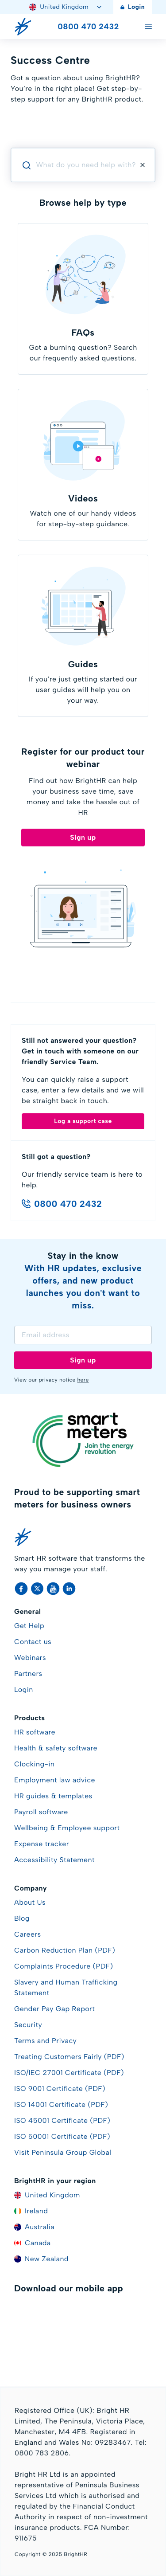 United Kingdom
Login
0800 470 2432
Success Centre
Got a question about using BrightHR?
You're in the right place! Get step-by-
step support for any BrightHR product.
What do you need help with?
Browse help by type
FAQs
Got a burning question? Search
our frequently asked questions.
Videos
Watch one of our handy videos
for step-by-step guidance.
Guides
If you're just getting started our
user guides will help you on
your way.
Register for our product tour
webinar
Find out how BrightHR can help
your business save time, save
money and take the hassle out of
HR
Sign up
Still not answered your question?
Get in touch with someone on our
friendly Service Team.
You can quickly raise a support
case, enter a few details and we will
be straight back in touch.
Log a support case
Still got a question?
Our friendly service team is here to
help.
0800 470 2432
Stay in the know
With HR updates, exclusive
offers, and new product
launches you don't want to
miss.
Email address
Sign up
View our privacy notice here
smart
meters
Join the energy
revolution
Proud to be supporting smart
meters for business owners
Smart HR software that transforms the
way you manage your staff.
General
Get Help
Contact us
Webinars
Partners
Login
Products
HR software
Health & safety software
Clocking-in
Employment law advice
HR guides & templates
Payroll software
Wellbeing & Employee support
Expense tracker
Accessibility Statement
Company
About Us
Blog
Careers
Carbon Reduction Plan (PDF)
Complaints Procedure (PDF)
Slavery and Human Trafficking
Statement
Gender Pay Gap Report
Security
Terms and Privacy
Treating Customers Fairly (PDF)
ISO/IEC 27001 Certificate (PDF)
ISO 9001 Certificate (PDF)
ISO 14001 Certificate (PDF)
ISO 45001 Certificate (PDF)
ISO 50001 Certificate (PDF)
Visit Peninsula Group Global
BrightHR in your region
United Kingdom
Ireland
Australia
Canada
New Zealand
Download our mobile app
Registered Office (UK): Bright HR
Limited, The Peninsula, Victoria Place,
Manchester, M4 4FB. Registered in
England and Wales No: 09283467. Tel:
0800 783 2806.
Bright HR Ltd is an appointed
representative of Peninsula Business
Services Ltd which is authorised and
regulated by the Financial Conduct
Authority in respect of non-investment
insurance products. FCA Number:
911675
Copyright © 2025 BrightHR